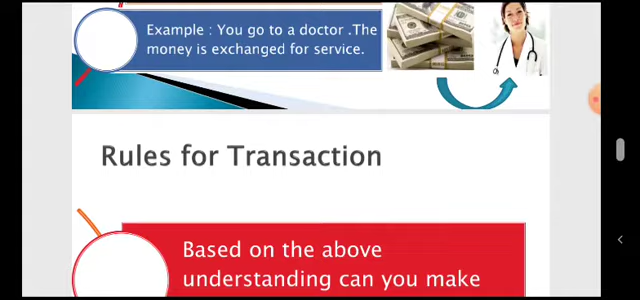 Example : You go to a doctor .The
money is exchanged for service.
Rules for Transaction
Based on the above
understanding can you make